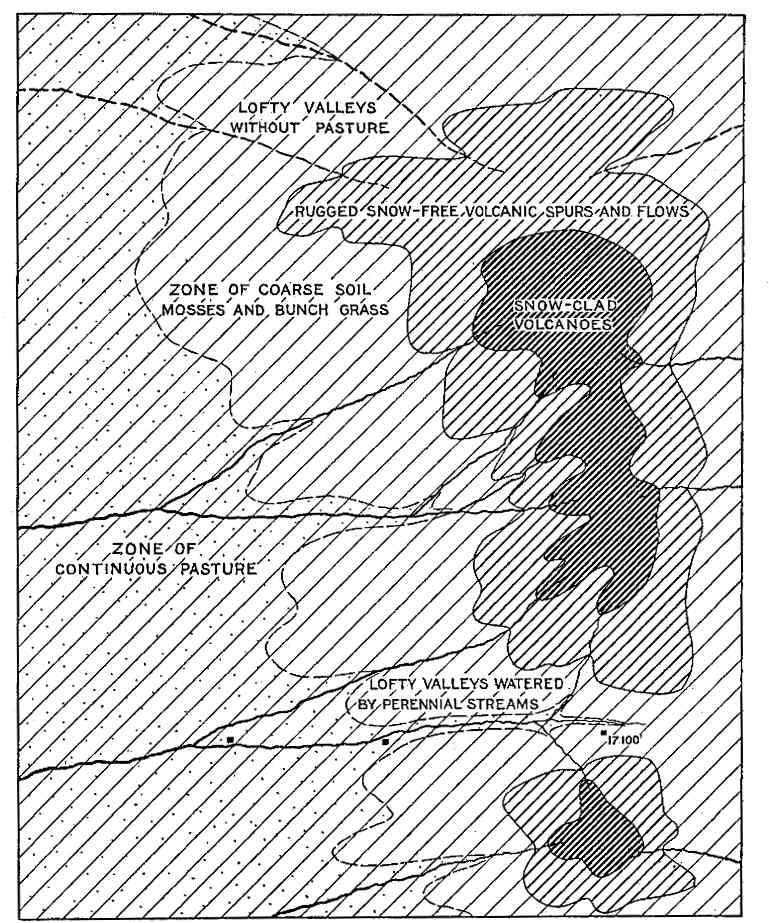 LOFTY VALLEYS
WITHOUT PASTURE
RUGGED SNOW-FREE VOLCANIC SPURS AND FLOWS
ZONE OF COARSE SOIL
MOSSES AND BUNCH GRASS
SNOW-CLAD
VOLCANOES
ZONE OF
CONTINUOUS PASTURE
LOFTY VALLEYS WATERED
BY PERENNIAL STREAMS
17100'